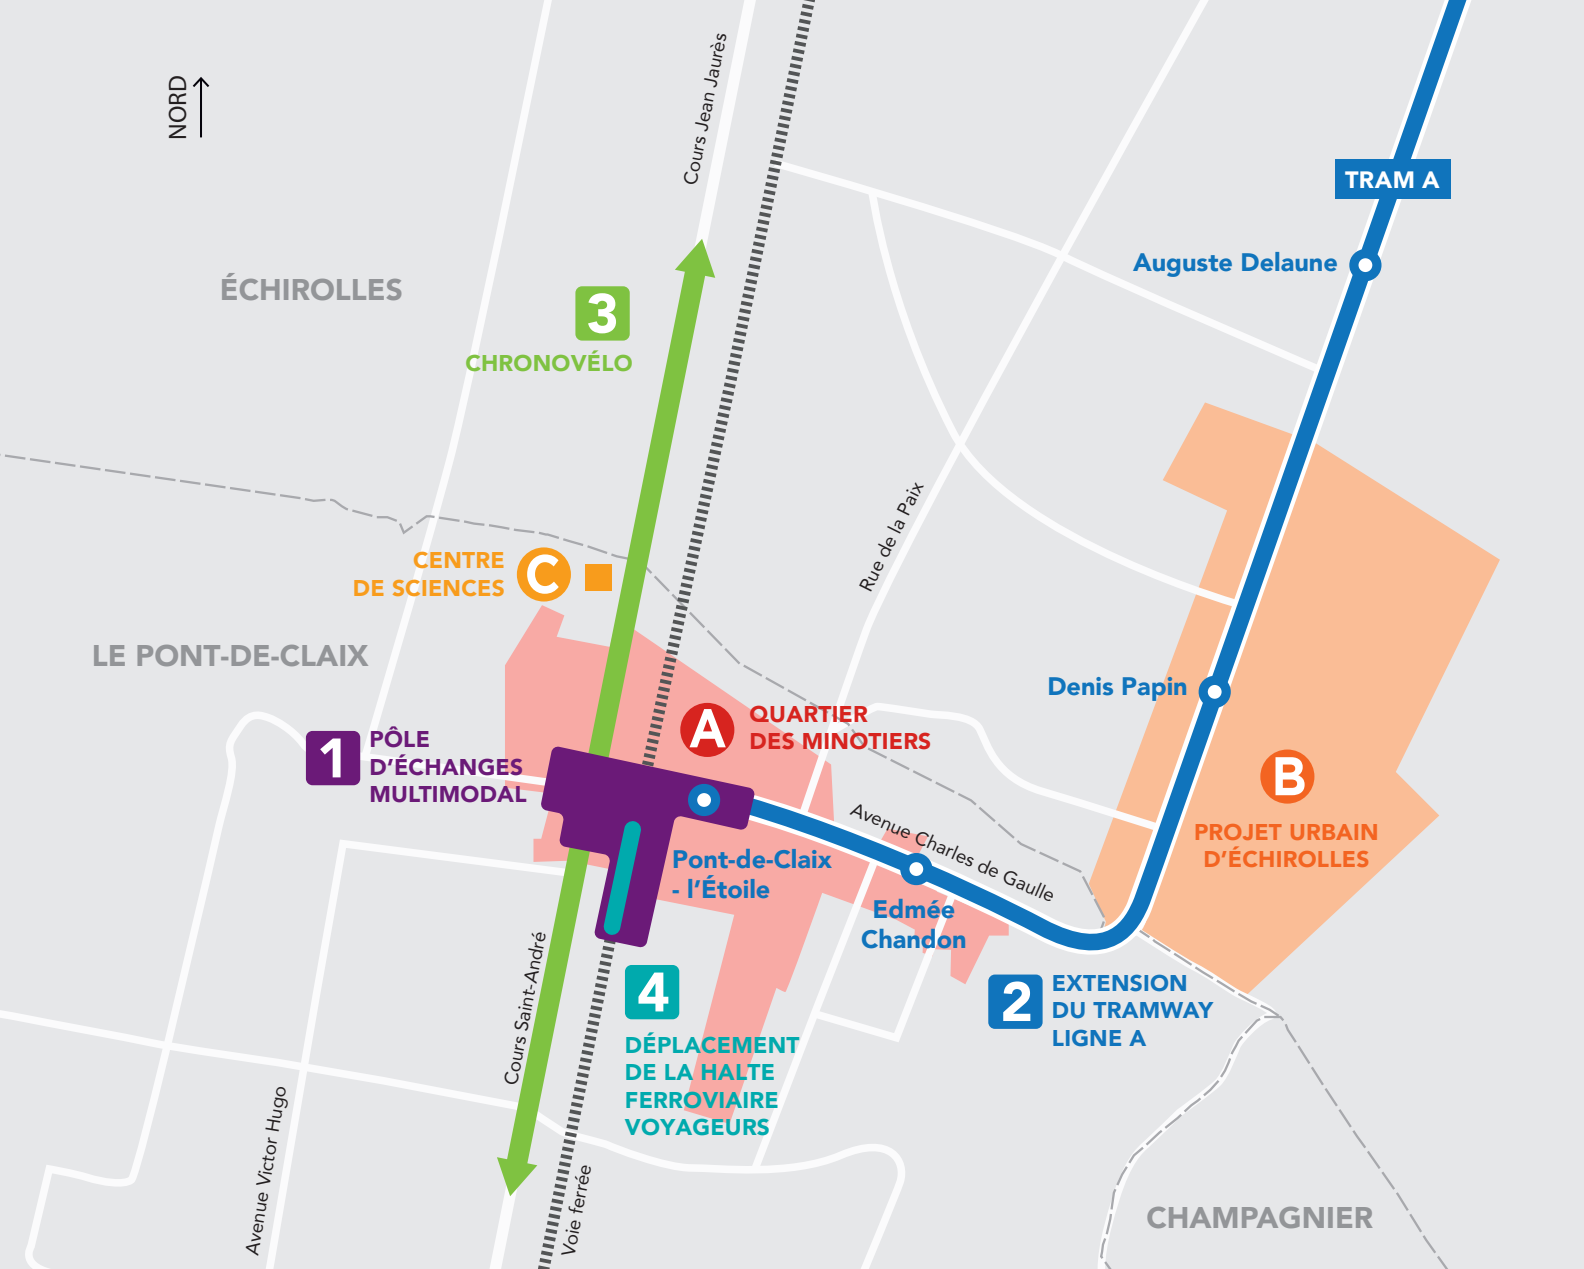 NORD
Cours Jean Jaurès
TRAM A
Auguste Delaune
ÉCHIROLLES
3
CHRONOVÉLO
Rue de la Paix
CENTRE
DE SCIENCES
C
LE PONT-DE-CLAIX
Denis Papin
A
QUARTIER
DES MINOTIERS
1
PÔLE
D'ÉCHANGES
MULTIMODAL
B
PROJET URBAIN
D'ÉCHIROLLES
Avenue Charles de Gaulle
Pont-de-Claix
- l'Étoile
Edmée
Chandon
Cours Saint-André
4
DÉPLACEMENT
DE LA HALTE
FERROVIAIRE
VOYAGEURS
2
EXTENSION
DU TRAMWAY
LIGNE A
Avenue Victor Hugo
Voie ferrée
CHAMPAGNIER